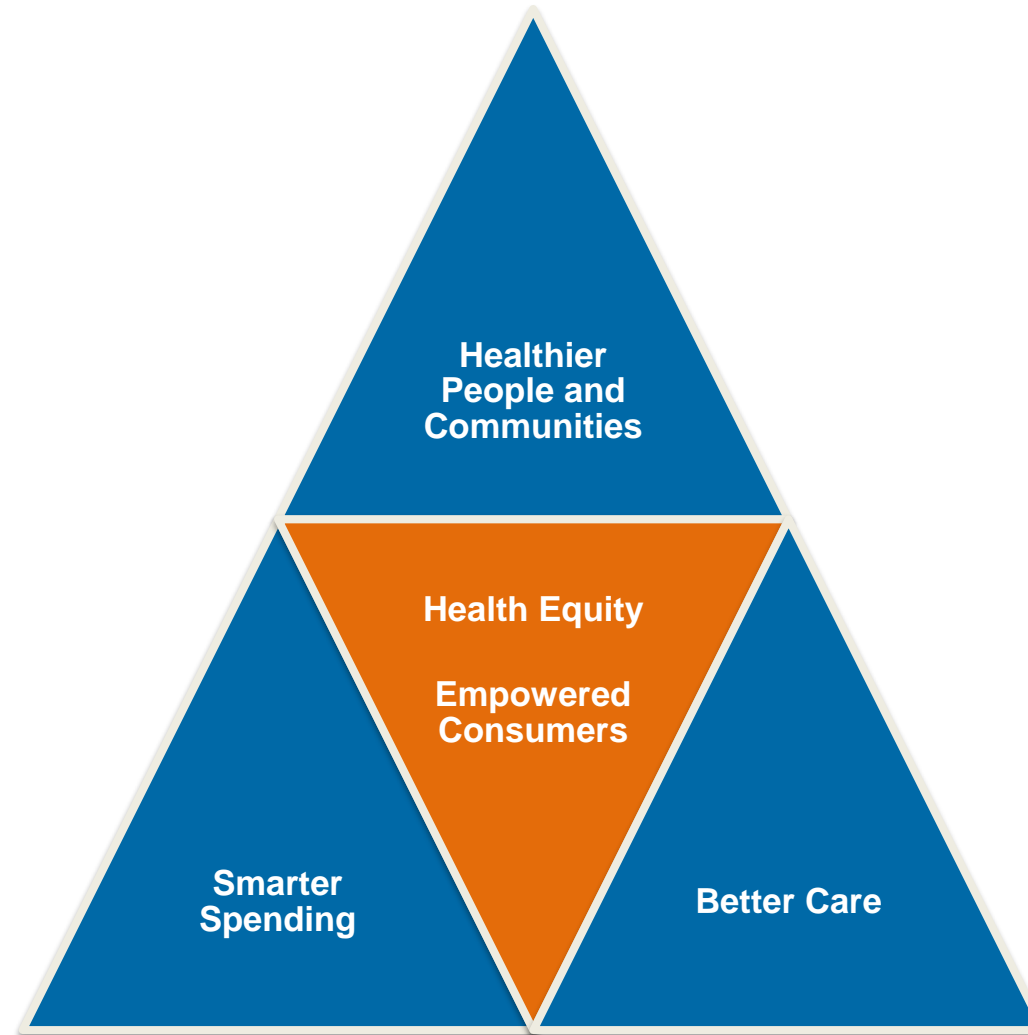 Healthier
People and
Communities
Health Equity
Empowered
Consumers
Smarter
Spending
Better Care